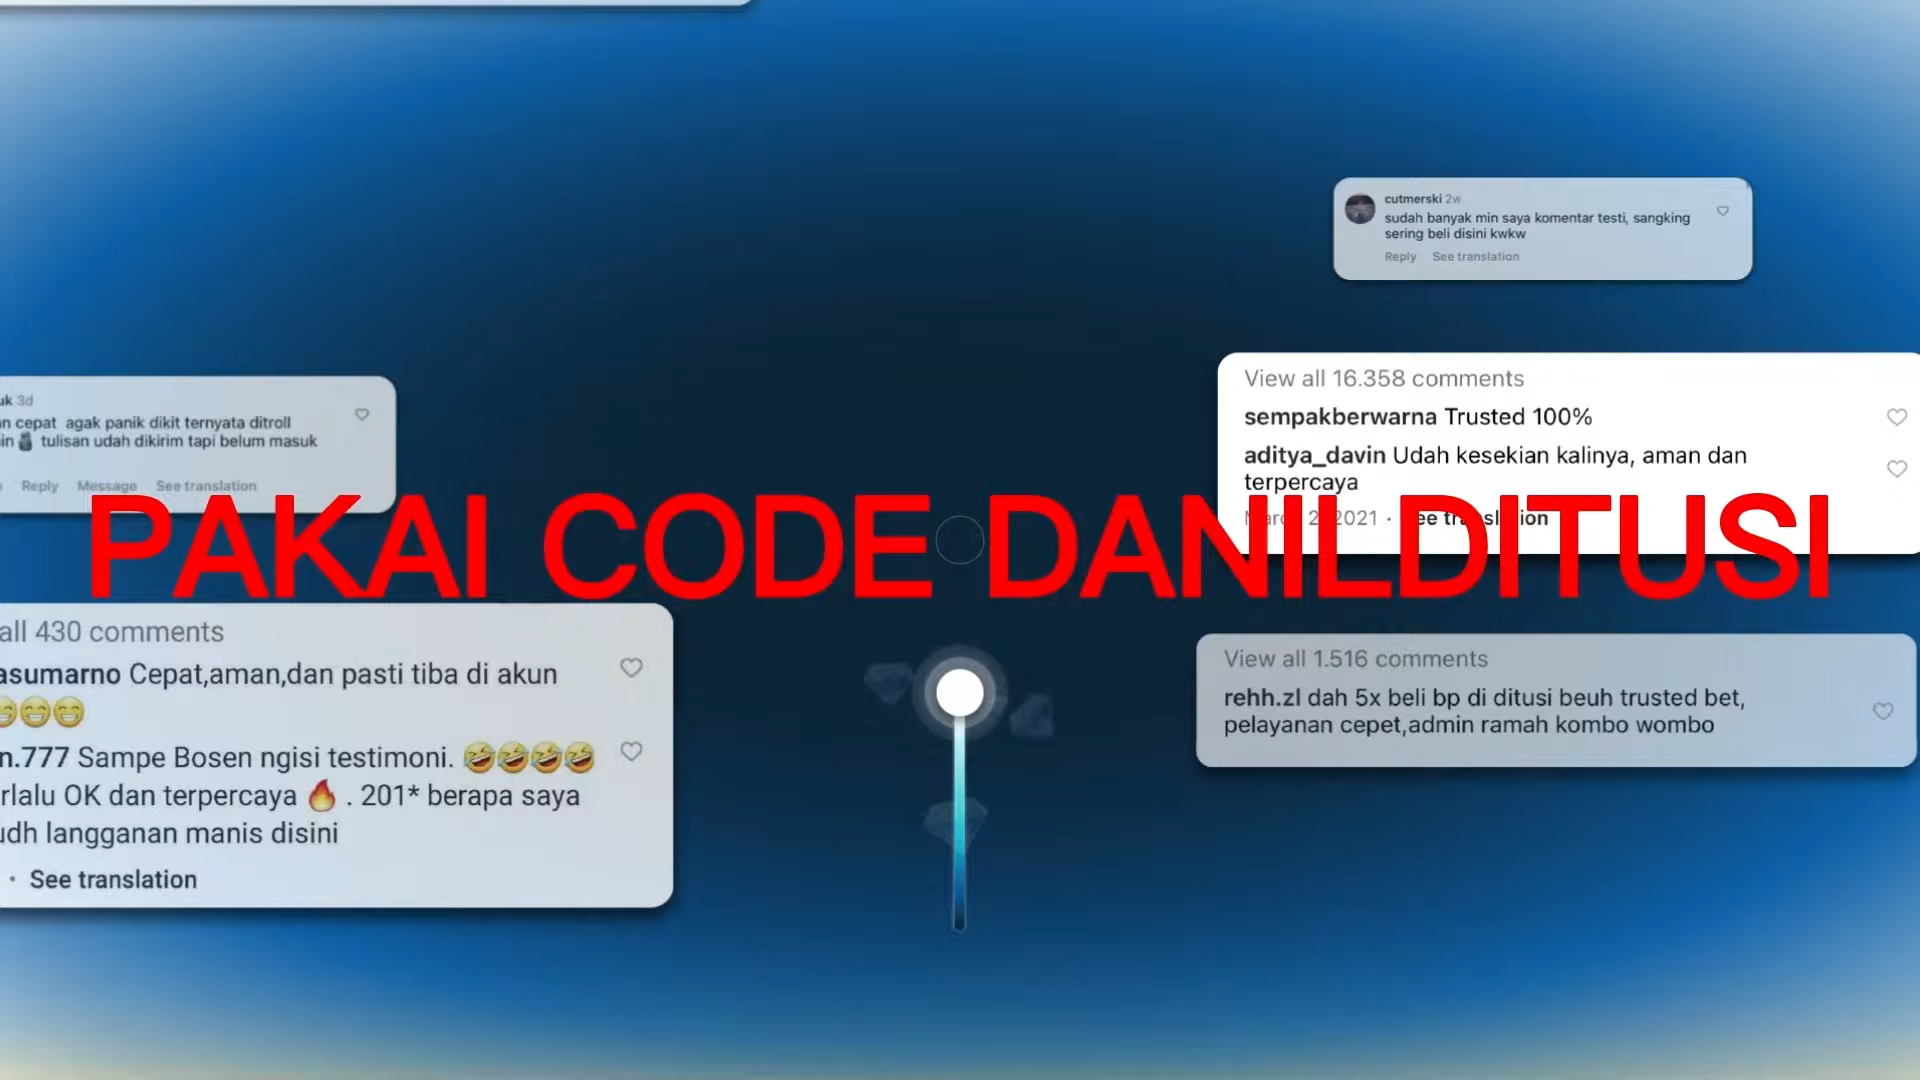 cutmerski 2w
sudah banyak min saya komentar testi, sangking
sering beli disini kwkw
Reply See translation
uk 3d
n cepat agak panik dikit ternyata ditroll
in tulisan udah dikirim tapi belum masuk
Reply Message See translation
View all 16.358 comments
sempakberwarna Trusted 100%
aditya_davin Udah kesekian kalinya, aman dan
terpercaya
2021 · See translation
PAKAI CODE DANILDITUSI
all 430 comments
asumarno Cepat,aman,dan pasti tiba di akun
😁😁😁
n.777 Sampe Bosen ngisi testimoni. 🤣🤣🤣🤣
rlalu OK dan terpercaya 🔥 . 201* berapa saya
udh langganan manis disini
· See translation
View all 1.516 comments
rehh.zl dah 5x beli bp di ditusi beuh trusted bet,
pelayanan cepet,admin ramah kombo wombo